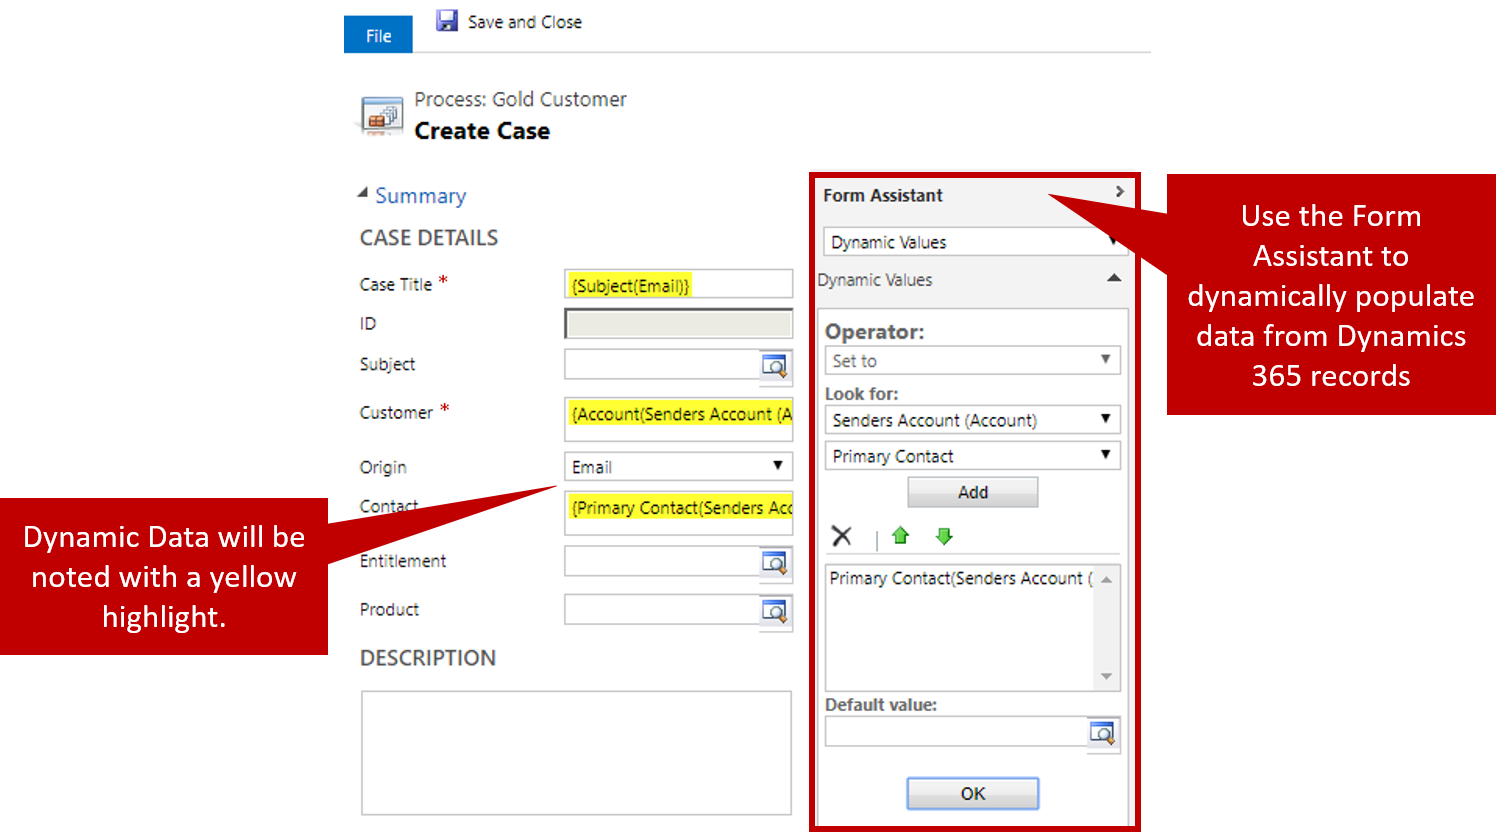 File
Save and Close
Process: Gold Customer
Create Case
Summary
CASE DETAILS
Case Title *
{Subject(Email)}
ID
Subject
Customer *
{Account(Senders Account (A
Origin
Email
Contact
{Primary Contact(Senders Acc
Entitlement
Product
DESCRIPTION
Form Assistant
Dynamic Values
Dynamic Values
Operator:
Set to
Look for:
Senders Account (Account)
Primary Contact
Add
Primary Contact(Senders Account (
Default value:
OK
Use the Form
Assistant to
dynamically populate
data from Dynamics
365 records
Dynamic Data will be
noted with a yellow
highlight.